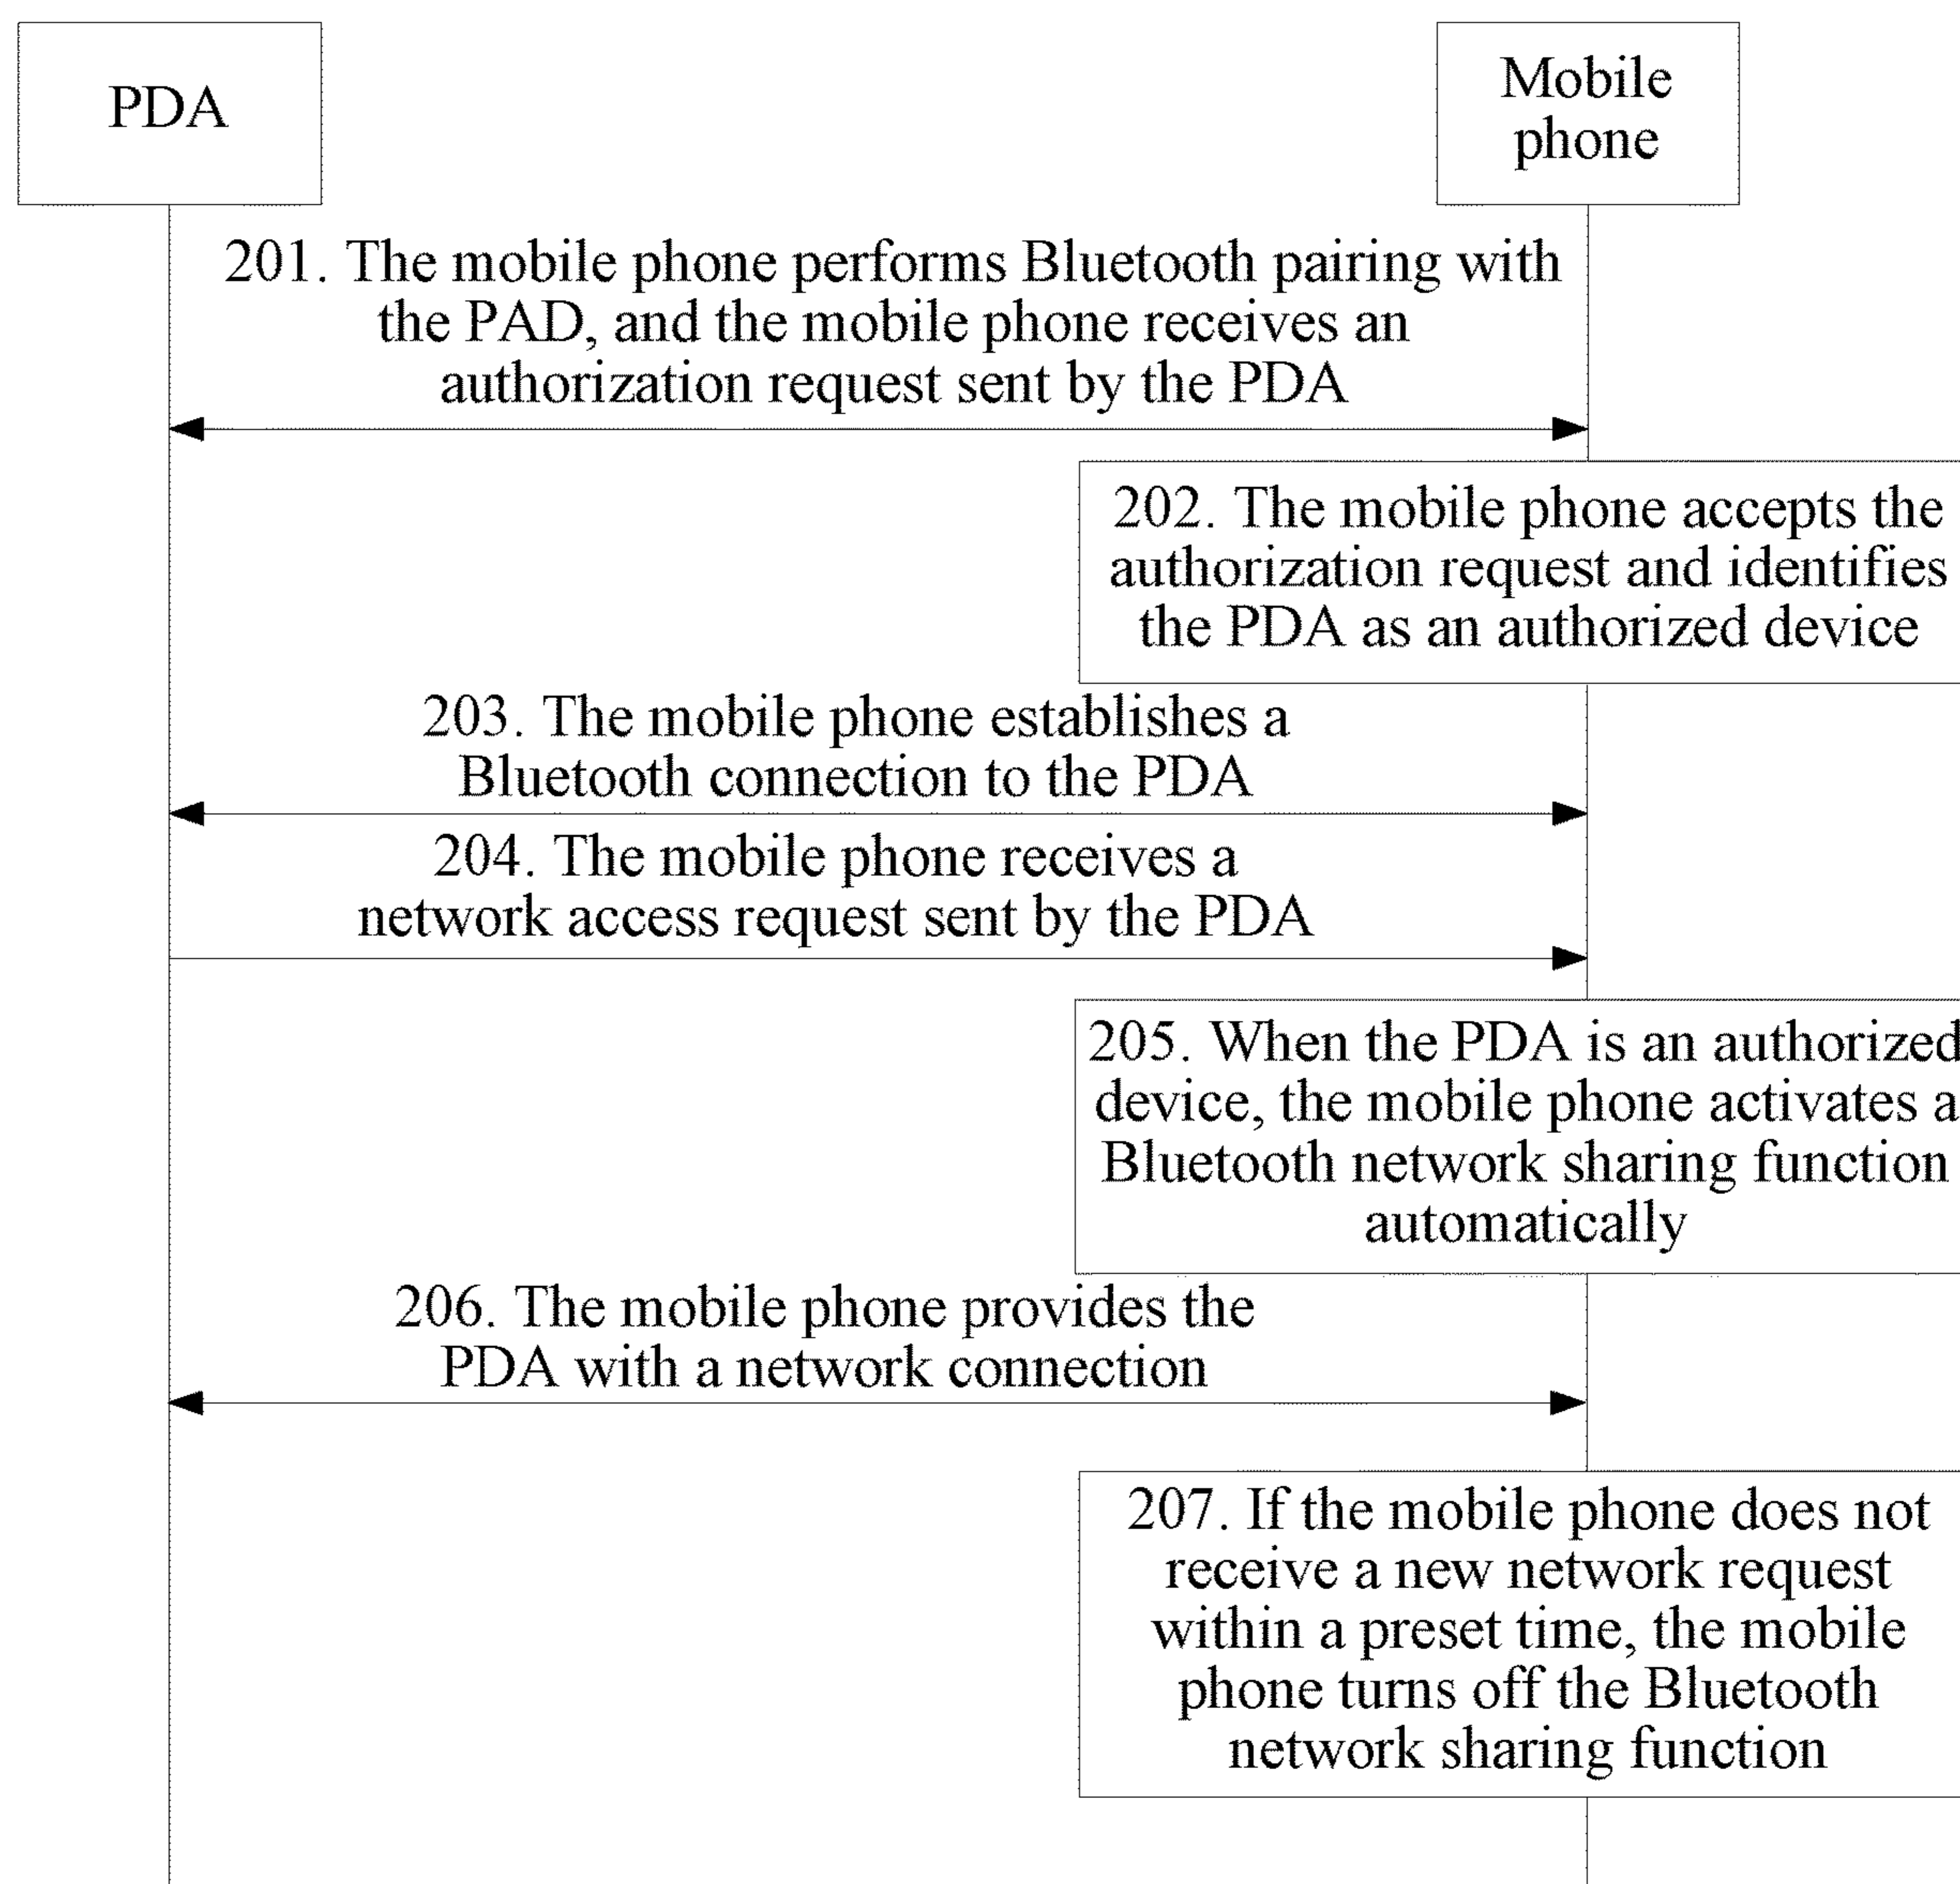 PDA
Mobile
phone
201. The mobile phone performs Bluetooth pairing with
the PAD, and the mobile phone receives an
authorization request sent by the PDA
202. The mobile phone accepts the
authorization request and identifies
the PDA as an authorized device
203. The mobile phone establishes a
Bluetooth connection to the PDA
204. The mobile phone receives a
network access request sent by the PDA
205. When the PDA is an authorized
device, the mobile phone activates a
Bluetooth network sharing function
automatically
206. The mobile phone provides the
PDA with a network connection
207. If the mobile phone does not
receive a new network request
within a preset time, the mobile
phone turns off the Bluetooth
network sharing function